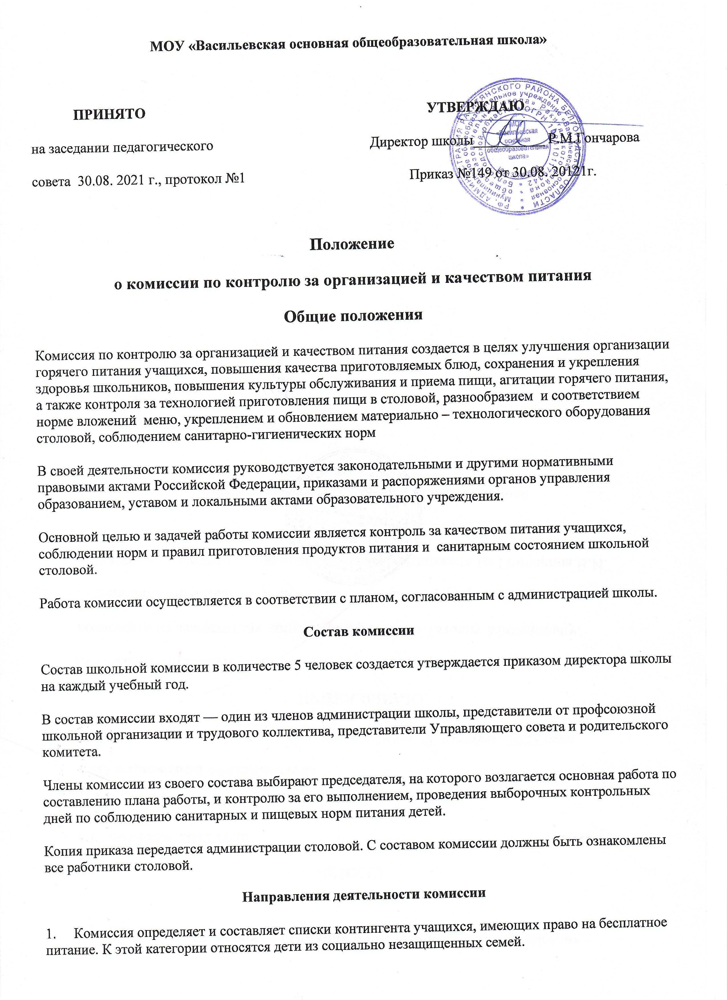 МОУ «Васильевская основная общеобразовательная школа»
ПРИНЯТО
на заседании педагогического
совета  30.08. 2021 г., протокол №1
УТВЕРЖДАЮ
Директор школы__________ Р.М.Гончарова
Приказ №149 от 30.08. 20121г.
МОУ
«Васильевская
основная
общеобразовательная
школа»
Положение
о комиссии по контролю за организацией и качеством питания
Общие положения
Комиссия по контролю за организацией и качеством питания создается в целях улучшения организации
горячего питания учащихся, повышения качества приготовляемых блюд, сохранения и укрепления
здоровья школьников, повышения культуры обслуживания и приема пищи, агитации горячего питания,
а также контроля за технологией приготовления пищи в столовой, разнообразием  и соответствием
норме вложений  меню, укреплением и обновлением материально – технологического оборудования
столовой, соблюдением санитарно-гигиенических норм
В своей деятельности комиссия руководствуется законодательными и другими нормативными
правовыми актами Российской Федерации, приказами и распоряжениями органов управления
образованием, уставом и локальными актами образовательного учреждения.
Основной целью и задачей работы комиссии является контроль за качеством питания учащихся,
соблюдении норм и правил приготовления продуктов питания и  санитарным состоянием школьной
столовой.
Работа комиссии осуществляется в соответствии с планом, согласованным с администрацией школы.
Состав комиссии
Состав школьной комиссии в количестве 5 человек создается утверждается приказом директора школы
на каждый учебный год.
В состав комиссии входят — один из членов администрации школы, представители от профсоюзной
школьной организации и трудового коллектива, представители Управляющего совета и родительского
комитета.
Члены комиссии из своего состава выбирают председателя, на которого возлагается основная работа по
составлению плана работы, и контролю за его выполнением, проведения выборочных контрольных
дней по соблюдению санитарных и пищевых норм питания детей.
Копия приказа передается администрации столовой. С составом комиссии должны быть ознакомлены
все работники столовой.
Направления деятельности комиссии
1.     Комиссия определяет и составляет списки контингента учащихся, имеющих право на бесплатное
питание. К этой категории относятся дети из социально незащищенных семей.